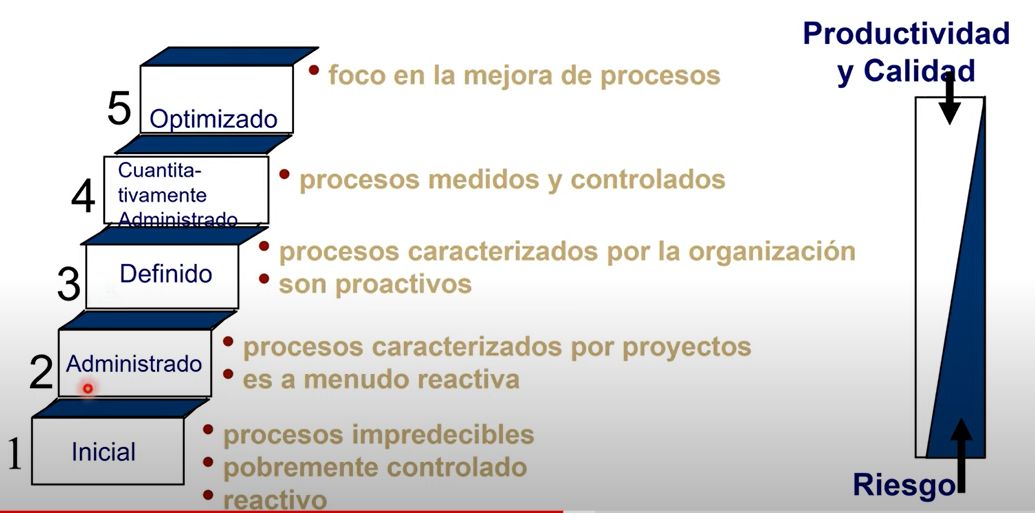 Productividad
y Calidad
5
Optimizado
• foco en la mejora de procesos
4
Cuantita-
tivamente
Administrado
• procesos medidos y controlados
3
Definido
• procesos caracterizados por la organización
• son proactivos
2
Administrado
• procesos caracterizados por proyectos
• es a menudo reactiva
1
Inicial
• procesos impredecibles
• pobremente controlado
• reactivo
Riesgo